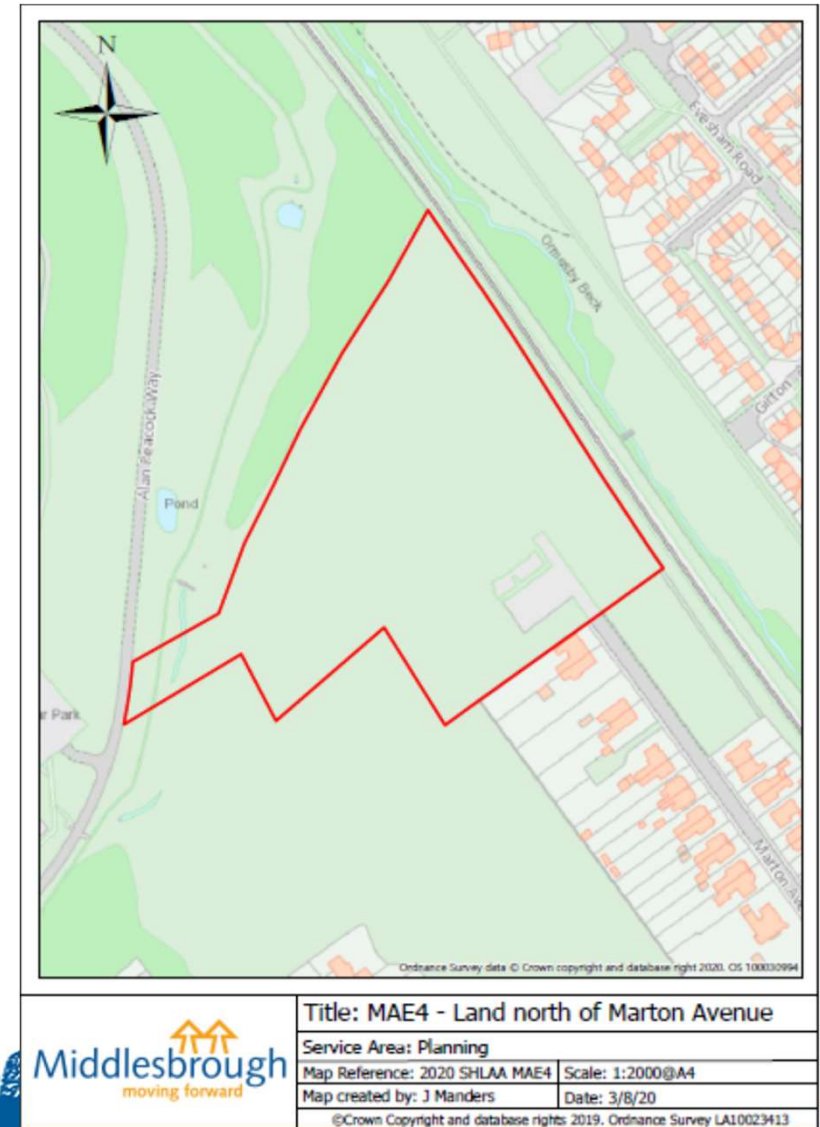 N
Evesham Road
Ormesby Beck
Alan Peacock Way
Pond
Marton
Ordnance Survey data © Crown copyright and database right 2020. OS 100030994
Middlesbrough
moving forward
Title: MAE4 - Land north of Marton Avenue
Service Area: Planning
Map Reference: 2020 SHLAA MAE4
Scale: 1:2000@A4
Map created by: J Manders
Date: 3/8/20
©Crown Copyright and database rights 2019. Ordnance Survey LA10023413